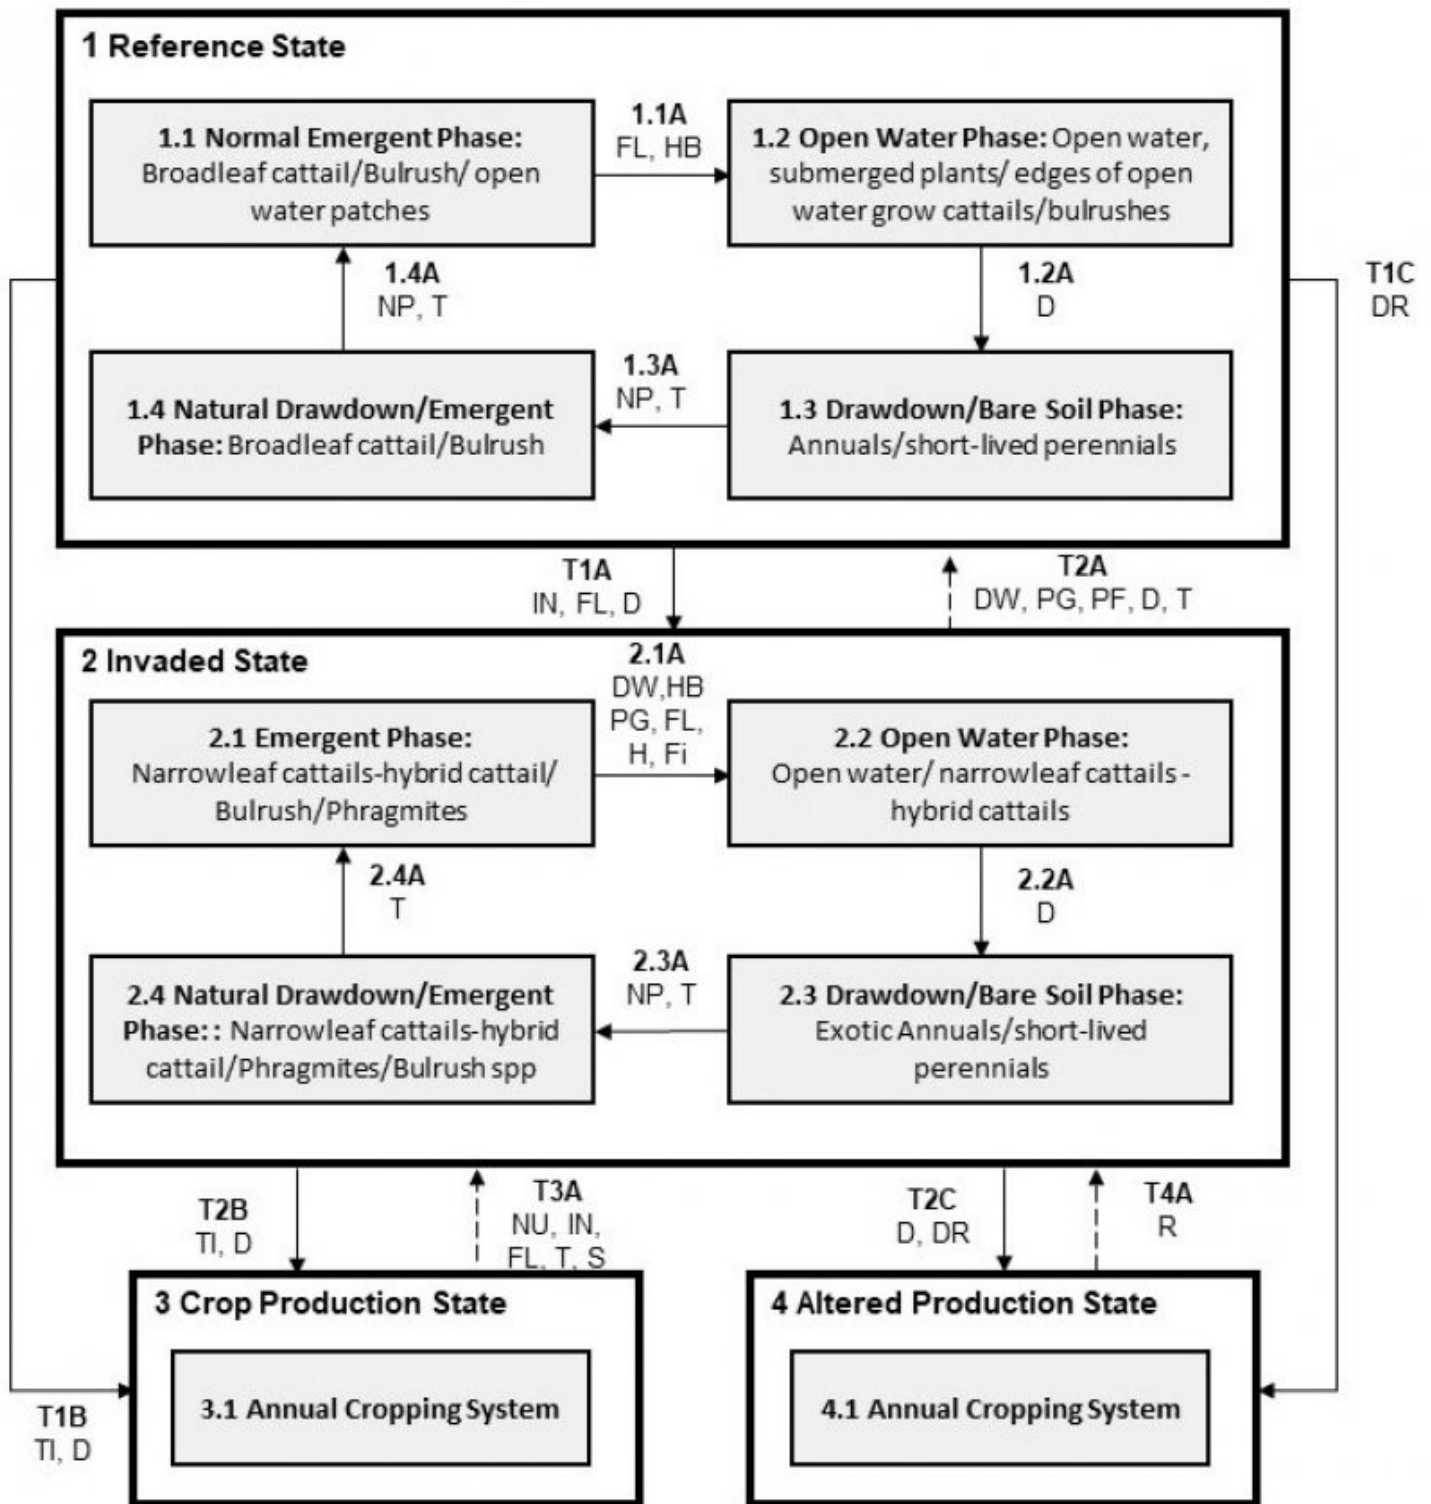 1 Reference State
1.1 Normal Emergent Phase:
Broadleaf cattail/Bulrush/ open
water patches
1.1A
FL, HB
1.2 Open Water Phase: Open water,
submerged plants/ edges of open
water grow cattails/bulrushes
1.4A
NP, T
1.2A
D
T1C
DR
1.4 Natural Drawdown/Emergent
Phase: Broadleaf cattail/Bulrush
1.3A
NP, T
1.3 Drawdown/Bare Soil Phase:
Annuals/short-lived perennials
T1A
IN, FL, D
T2A
DW, PG, PF, D, T
2 Invaded State
2.1 Emergent Phase:
Narrowleaf cattails-hybrid cattail/
Bulrush/Phragmites
2.1A
DW,HB
PG, FL,
H, Fi
2.2 Open Water Phase:
Open water/ narrowleaf cattails -
hybrid cattails
2.4A
T
2.2A
D
2.4 Natural Drawdown/Emergent
Phase: : Narrowleaf cattails-hybrid
cattail/Phragmites/Bulrush spp
2.3A
NP, T
2.3 Drawdown/Bare Soil Phase:
Exotic Annuals/short-lived
perennials
T2B
TI, D
T3A
NU, IN,
FL, T, S
T2C
D, DR
T4A
R
3 Crop Production State
3.1 Annual Cropping System
4 Altered Production State
4.1 Annual Cropping System
T1B
TI, D